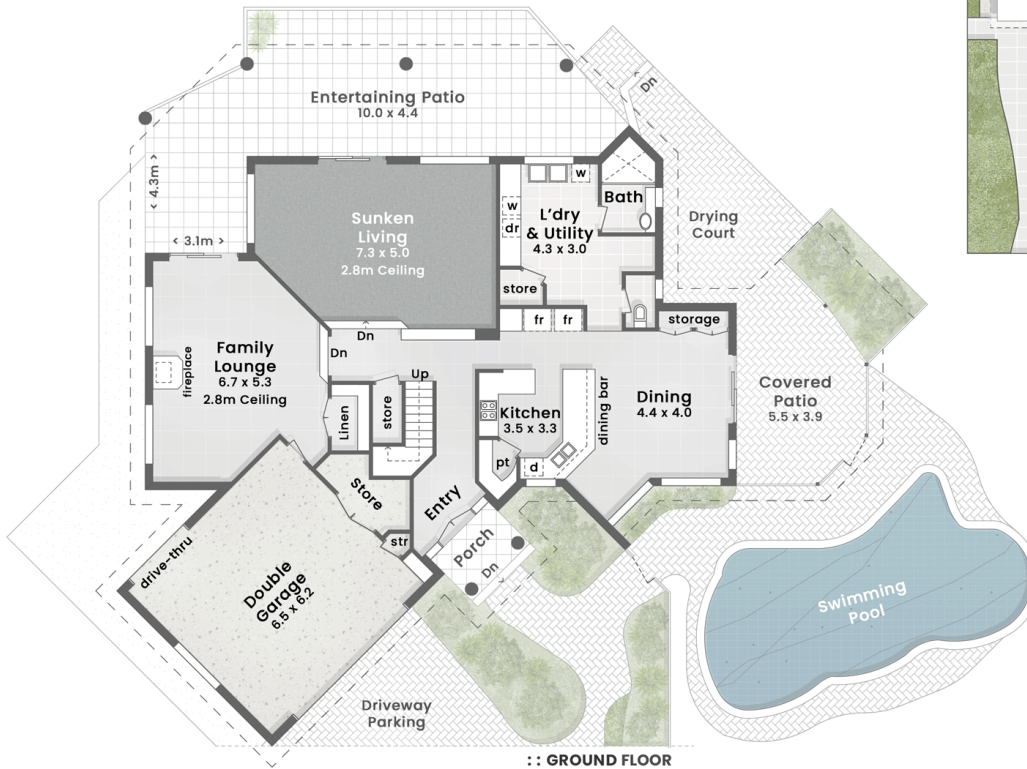 Dn
Entertaining Patio
10.0 x 4.4
< 4.3m >
< 3.1m >
Sunken
Living
7.3 x 5.0
2.8m Ceiling
w
w
dr
L'dry
& Utility
4.3 x 3.0
Bath
Drying
Court
store
fr
fr
storage
Dn
Dn
Up
Family
Lounge
6.7 x 5.3
2.8m Ceiling
fireplace
Linen
store
Kitchen
3.5 x 3.3
dining bar
Dining
4.4 x 4.0
Covered
Patio
5.5 x 3.9
pt
d
Store
Entry
str
Porch
Dn
drive-thru
Double
Garage
6.5 x 6.2
Swimming
Pool
Driveway
Parking
: : GROUND FLOOR